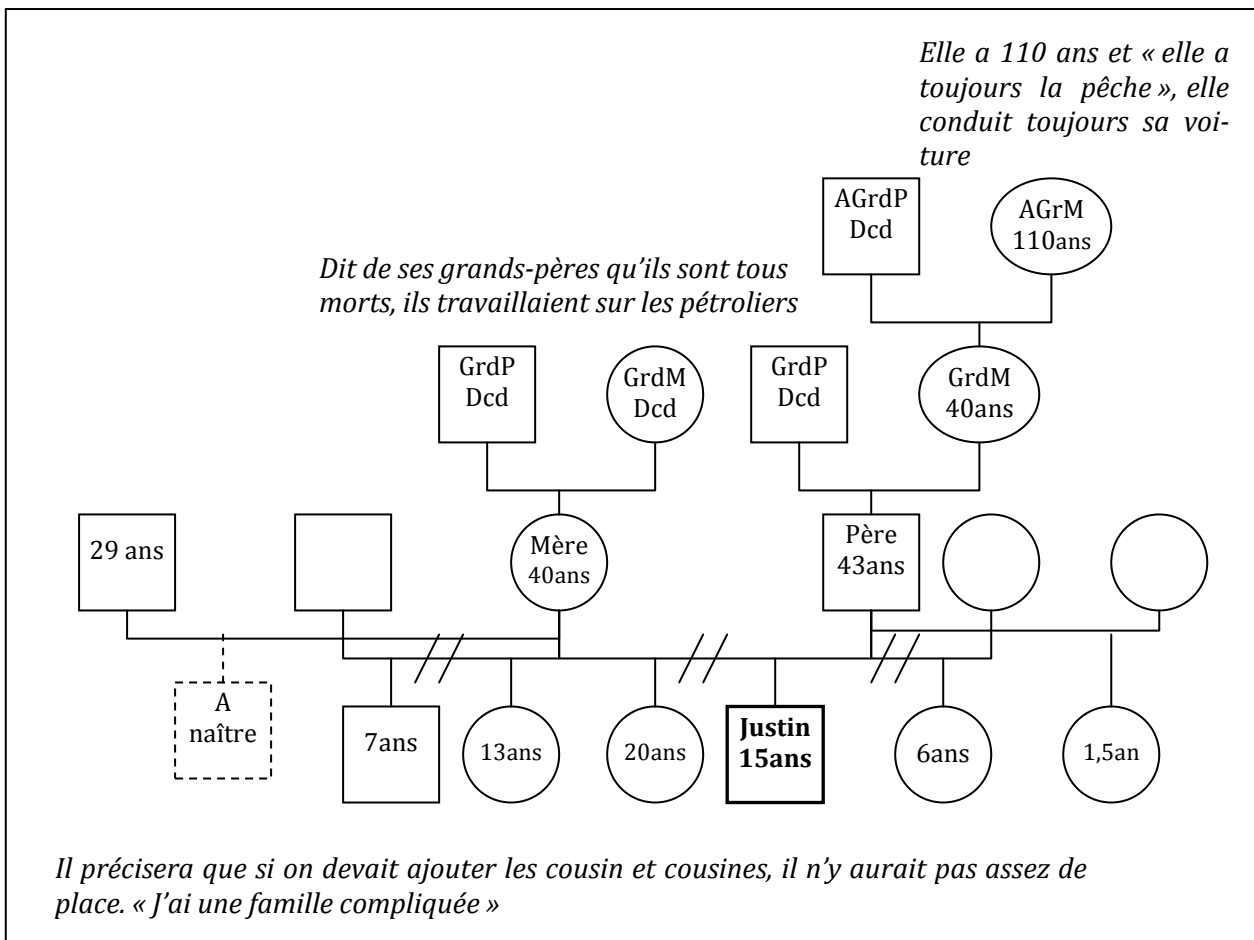 Elle a 110 ans et « elle a
toujours la pêche », elle
conduit toujours sa voi-
ture
AGrdP
Dcd
AGrM
110ans
Dit de ses grands-pères qu'ils sont tous
morts, ils travaillaient sur les pétroliers
GrdP
Dcd
GrdM
Dcd
GrdP
Dcd
GrdM
40ans
29 ans
Mère
40ans
Père
43ans
A
naître
7ans
13ans
20ans
Justin
15ans
6ans
1,5an
Il précisera que si on devait ajouter les cousin et cousines, il n'y aurait pas assez de
place. « J'ai une famille compliquée »